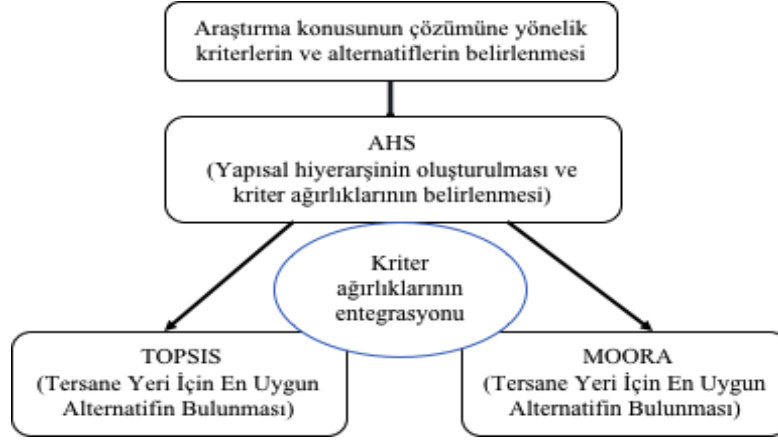 Araştırma konusunun çözümüne yönelik
kriterlerin ve alternatiflerin belirlenmesi
AHS
(Yapısal hiyerarşinin oluşturulması ve
kriter ağırlıklarının belirlenmesi)
Kriter
ağırlıklarının
entegrasyonu
TOPSIS
(Tersane Yeri İçin En Uygun
Alternatifin Bulunması)
MOORA
(Tersane Yeri İçin En Uygun
Alternatifin Bulunması)